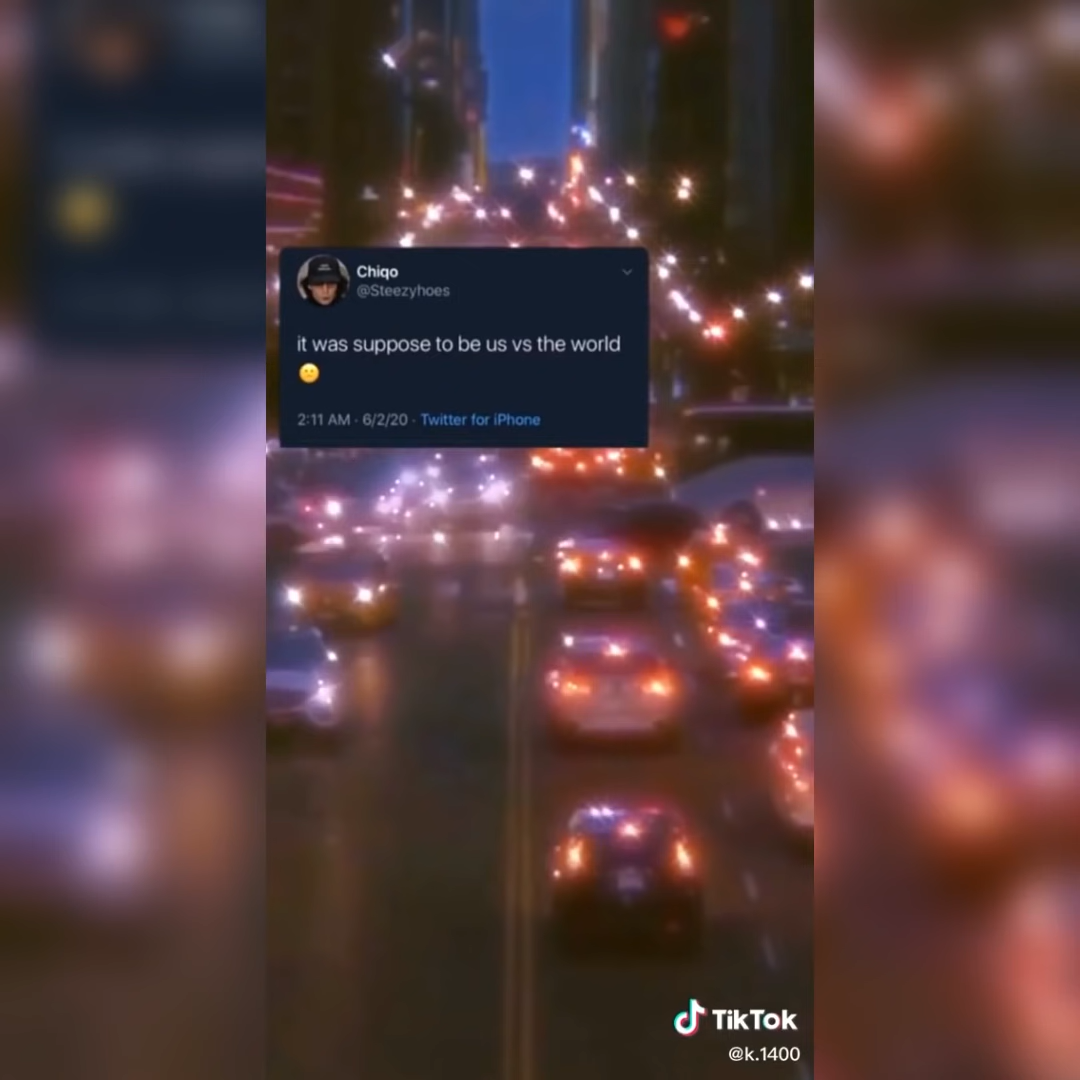 Chiqo
@Steezyhoes
it was suppose to be us vs the world
🙁
2:11 AM · 6/2/20 · Twitter for iPhone
TikTok
@k.1400